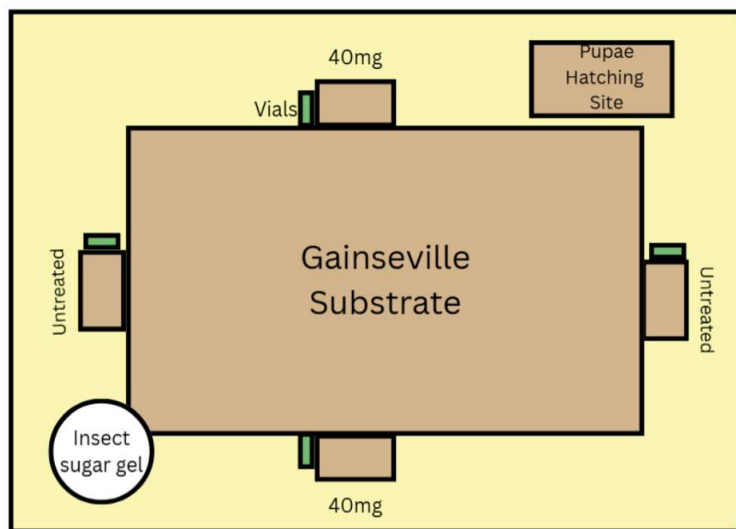 40mg
Pupae
Hatching
Site
Vials
Untreated
Gainseville
Substrate
Untreated
Insect
sugar gel
40mg